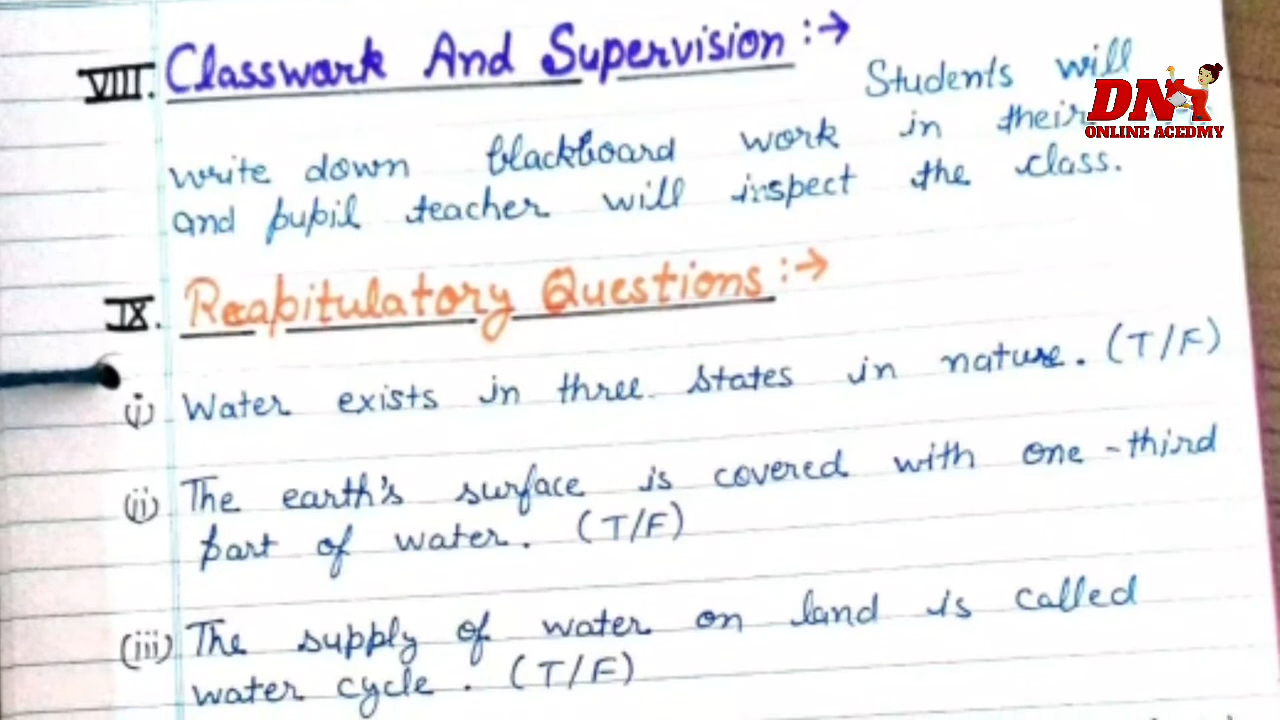 VIII. Classwork And Supervision :→
Students will
write down blackboard work in their
and pupil teacher will inspect the class.
IX. Recapitulatory Questions :→
(i) Water exists in three states in nature. (T/F)
(ii) The earth's surface is covered with one-third
part of water. (T/F)
(iii) The supply of water on land is called
water cycle. (T/F)
DN
ONLINE ACEDMY